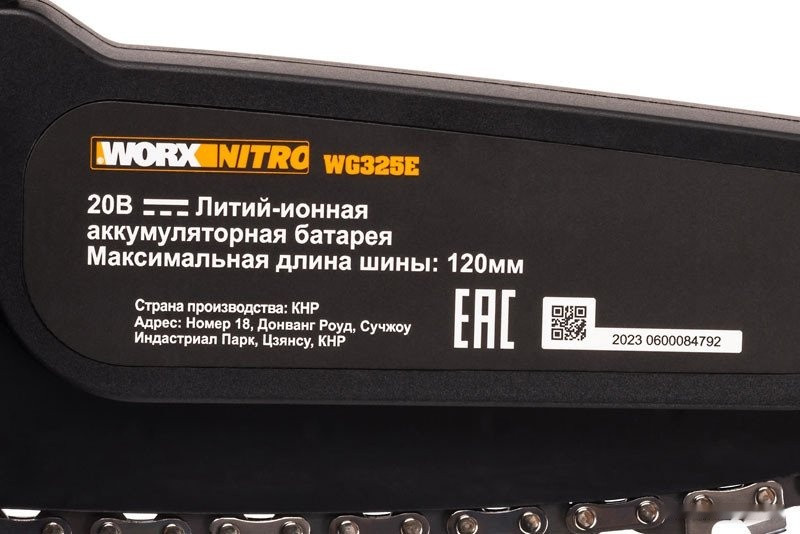 WORX NITRO WG325E
20В Литий-ионная
аккумуляторная батарея
Максимальная длина шины: 120мм
Страна производства: КНР
Адрес: Номер 18, Донванг Роуд, Сучжоу
Индастриал Парк, Цзянсу, КНР
EAC
2023 0600084792